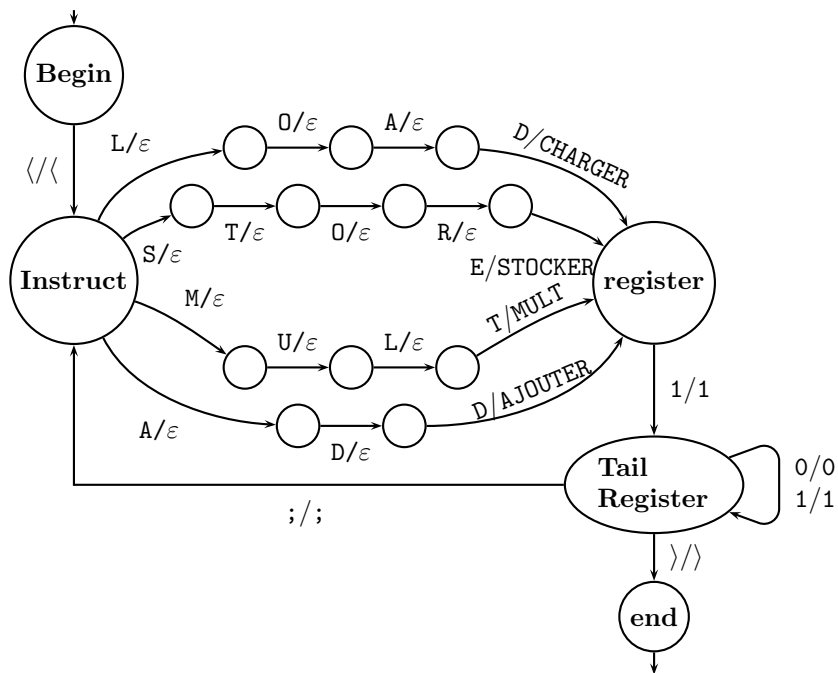 Begin
⟨/⟨
L/ε
O/ε
A/ε
D/CHARGER
S/ε
T/ε
O/ε
R/ε
E/STOCKER
Instruct
register
M/ε
U/ε
L/ε
T/MULT
A/ε
D/ε
D/AJOUTER
1/1
Tail
Register
0/0
1/1
;/;
⟩/⟩
end